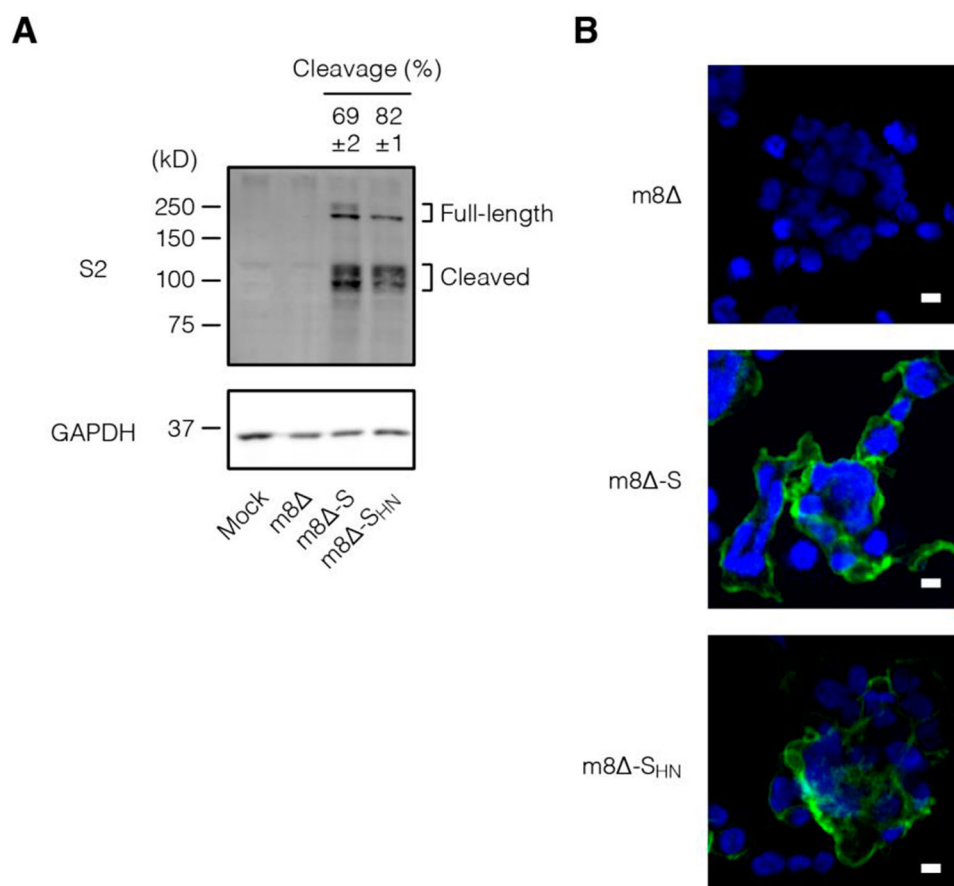 A
B
Cleavage (%)
69 82
±2 ±1
(kD)
250
150
100
75
S2
Full-length
Cleaved
GAPDH
37
Mock
m8Δ
m8Δ-S
m8Δ-SHN
m8Δ
m8Δ-S
m8Δ-SHN